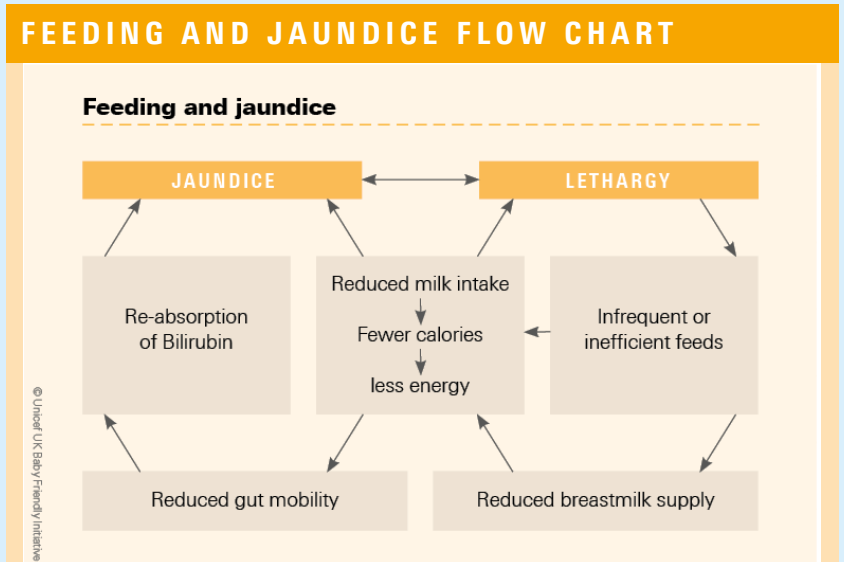 FEEDING AND JAUNDICE FLOW CHART
Feeding and jaundice
JAUNDICE
LETHARGY
Re-absorption
of Bilirubin
Reduced milk intake
Fewer calories
less energy
Infrequent or
inefficient feeds
Reduced gut mobility
Reduced breastmilk supply
© Unicef UK Baby Friendly Initiative